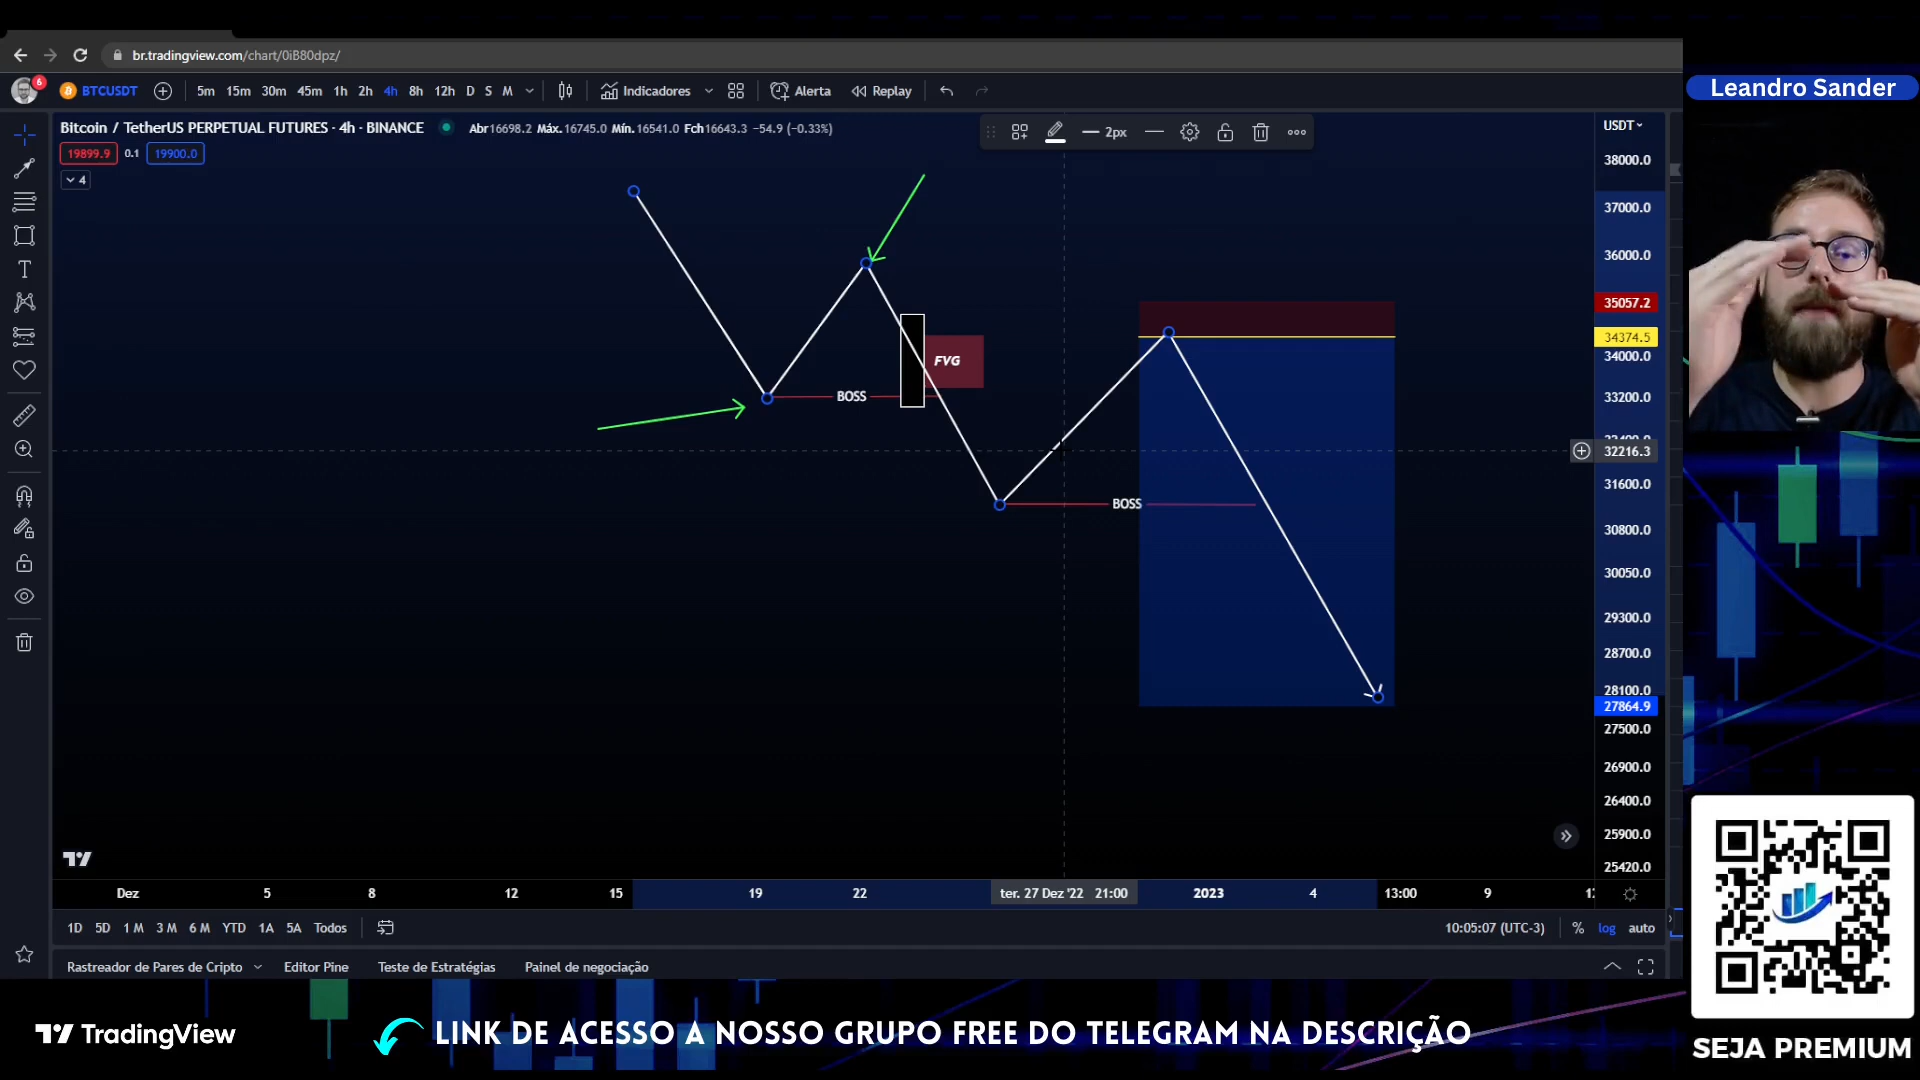 br.tradingview.com/chart/0iB80dpz/
Leandro Sander
6
BTCUSDT
5m 15m 30m 45m 1h 2h 4h 8h 12h D S M
Indicadores
Alerta
Replay
Bitcoin / TetherUS PERPETUAL FUTURES · 4h · BINANCE
Abr16698.2 Máx.16745.0 Mín.16541.0 Fch16643.3 −54.9 (−0.33%)
2px
USDT
19899.9 0.1 19900.0
4
38000.0
37000.0
36000.0
35057.2
34374.5
34000.0
33200.0
32216.3
31600.0
30800.0
30050.0
29300.0
28700.0
28100.0
27864.9
27500.0
26900.0
26400.0
25900.0
25420.0
FVG
BOSS
BOSS
Dez 5 8 12 15 19 22 ter. 27 Dez '22 21:00 2023 4 13:00 9
1D 5D 1M 3M 6M YTD 1A 5A Todos
10:05:07 (UTC-3) % log auto
Rastreador de Pares de Cripto Editor Pine Teste de Estratégias Painel de negociação
TradingView
LINK DE ACESSO A NOSSO GRUPO FREE DO TELEGRAM NA DESCRIÇÃO
SEJA PREMIUM